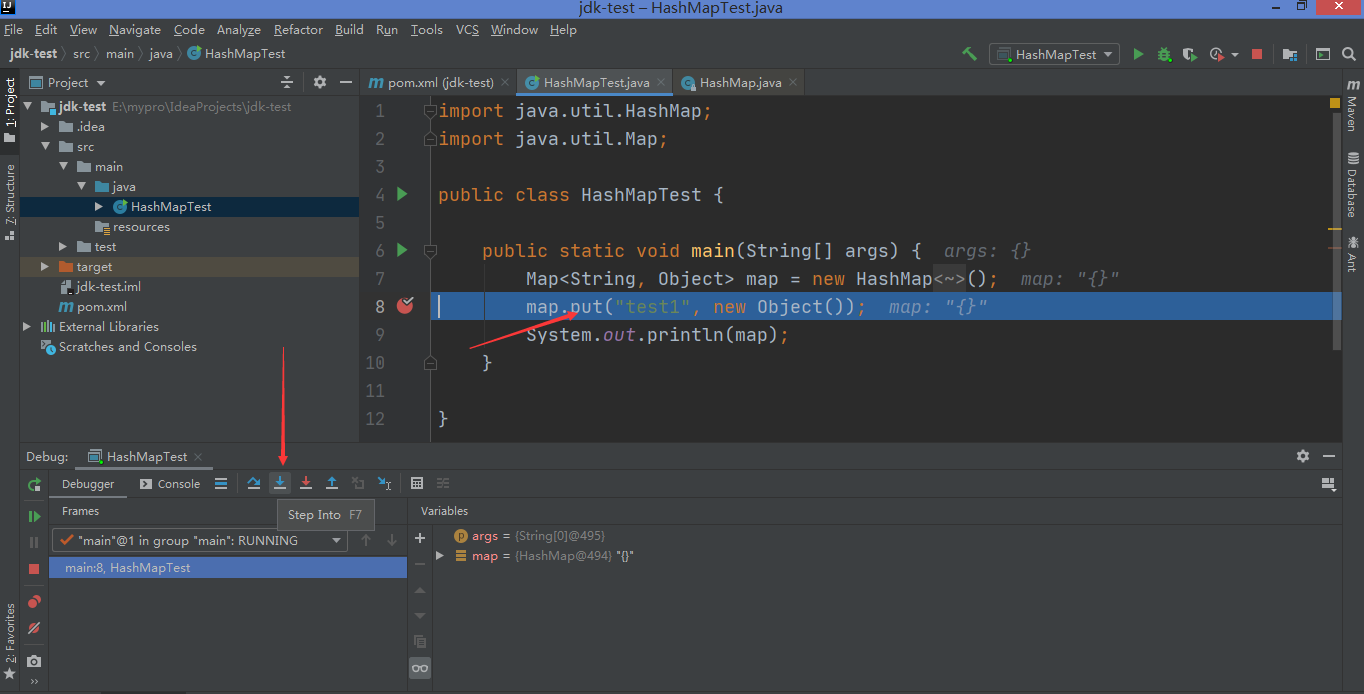 jdk-test – HashMapTest.java
File Edit View Navigate Code Analyze Refactor Build Run Tools VCS Window Help
jdk-test src main java HashMapTest
HashMapTest
1: Project
7: Structure
2: Favorites
Project
jdk-test E:\mypro\IdeaProjects\jdk-test
.idea
src
main
java
HashMapTest
resources
test
target
jdk-test.iml
pom.xml
External Libraries
Scratches and Consoles
pom.xml (jdk-test) HashMapTest.java HashMap.java
1 import java.util.HashMap;
2 import java.util.Map;
3
4 public class HashMapTest {
5
6 public static void main(String[] args) { args: {}
7 Map<String, Object> map = new HashMap<~>(); map: "{}"
8 map.put("test1", new Object()); map: "{}"
9 System.out.println(map);
10 }
11
12 }
Maven
Database
Ant
Debug: HashMapTest
Debugger Console
Step Into F7
Frames
"main"@1 in group "main": RUNNING
main:8, HashMapTest
Variables
args = {String[0]@495}
map = {HashMap@494} "{}"